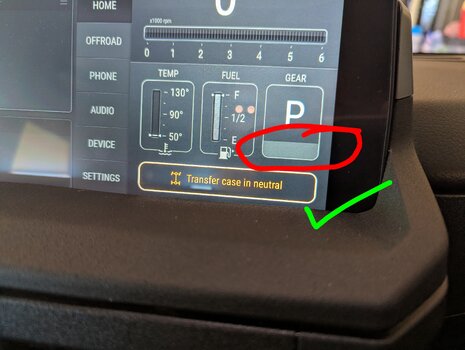 HOME
0
x1000 rpm
0 1 2 3 4 5 6
OFFROAD
PHONE
AUDIO
DEVICE
SETTINGS
TEMP
130°
90°
50°
FUEL
F
1/2
E
GEAR
P
Transfer case in neutral